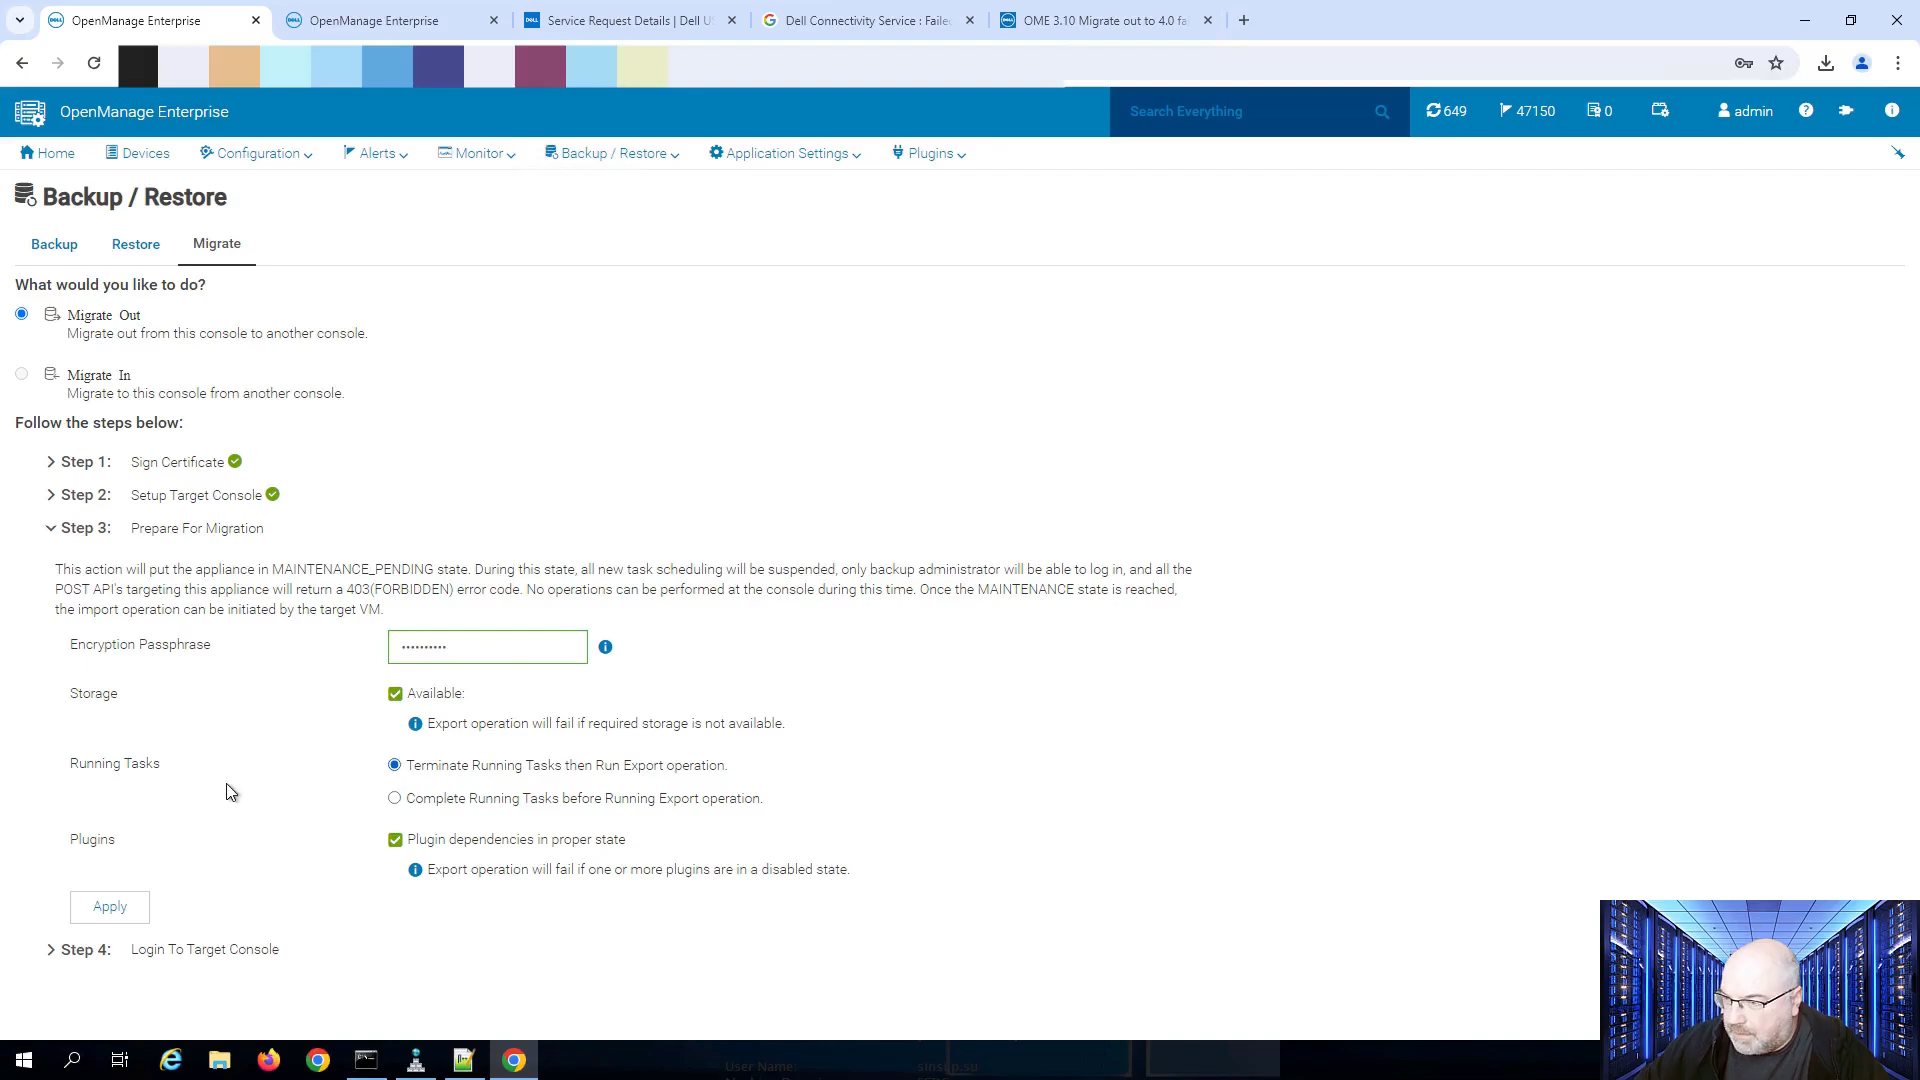 OpenManage Enterprise
OpenManage Enterprise
Service Request Details | Dell U
Dell Connectivity Service : Failed
OME 3.10 Migrate out to 4.0 fa
OpenManage Enterprise
Search Everything
649
47150
0
admin
Home
Devices
Configuration
Alerts
Monitor
Backup / Restore
Application Settings
Plugins
Backup / Restore
Backup
Restore
Migrate
What would you like to do?
Migrate Out
Migrate out from this console to another console.
Migrate In
Migrate to this console from another console.
Follow the steps below:
Step 1: Sign Certificate
Step 2: Setup Target Console
Step 3: Prepare For Migration
This action will put the appliance in MAINTENANCE_PENDING state. During this state, all new task scheduling will be suspended, only backup administrator will be able to log in, and all the
POST API's targeting this appliance will return a 403(FORBIDDEN) error code. No operations can be performed at the console during this time. Once the MAINTENANCE state is reached,
the import operation can be initiated by the target VM.
Encryption Passphrase
••••••••••
Storage
Available:
Export operation will fail if required storage is not available.
Running Tasks
Terminate Running Tasks then Run Export operation.
Complete Running Tasks before Running Export operation.
Plugins
Plugin dependencies in proper state
Export operation will fail if one or more plugins are in a disabled state.
Apply
Step 4: Login To Target Console
User Name: